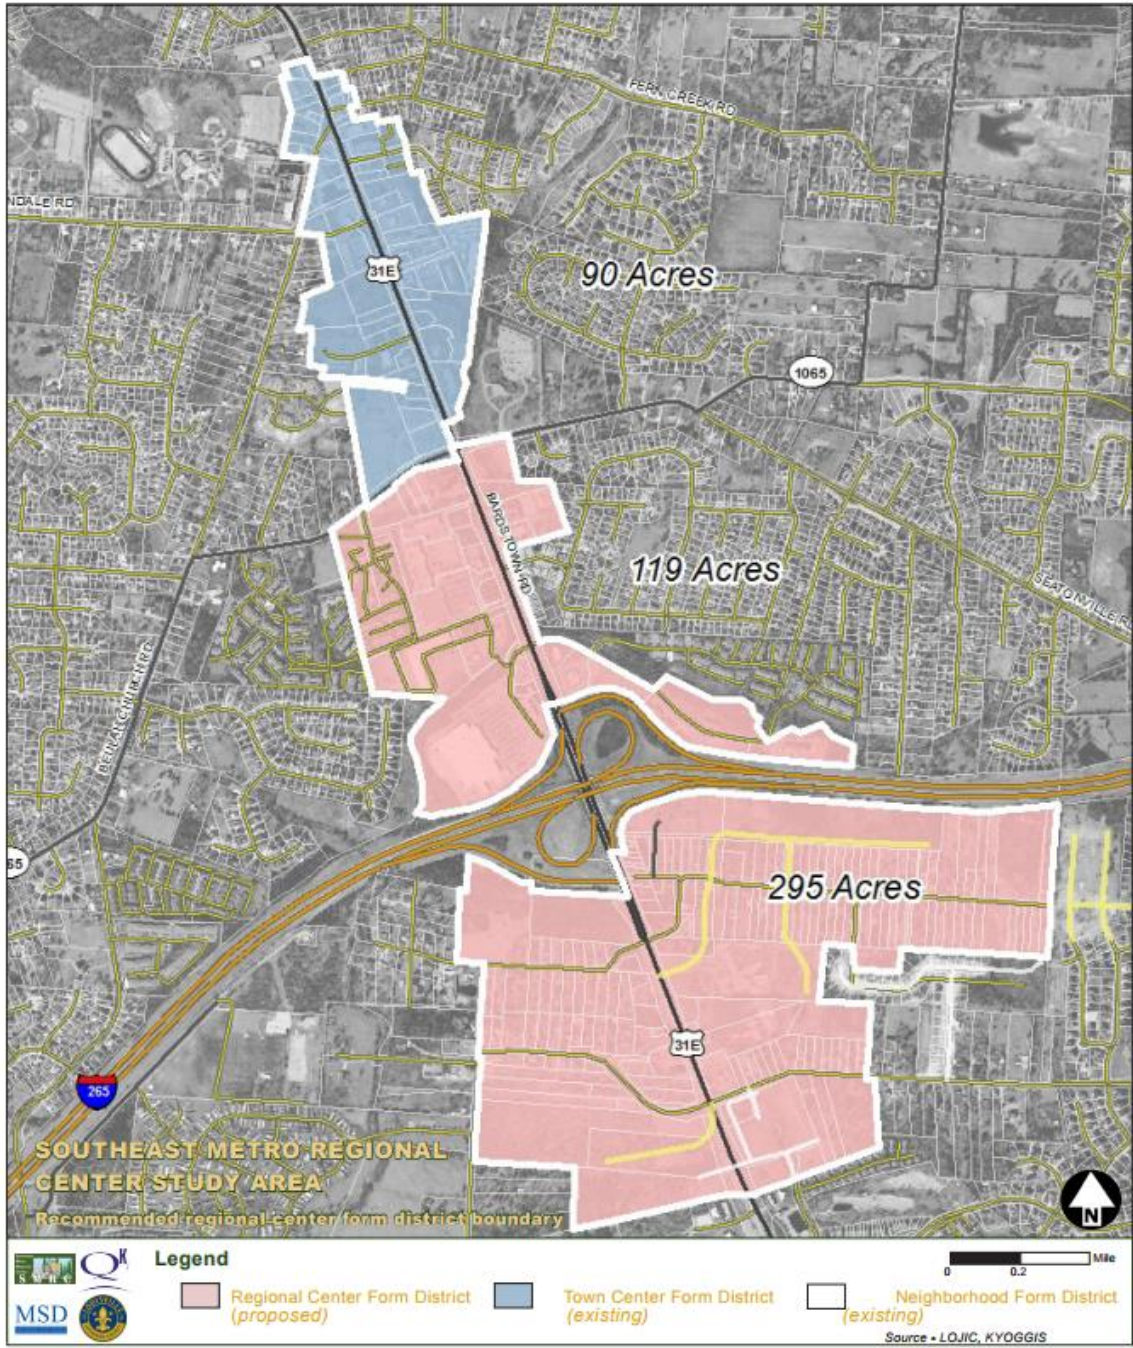 FERN CREEK RD
NDALE RD
31E
90 Acres
1065
BARDSTOWN RD
119 Acres
SEATONVILLE R
BEULAH CHURCH RD
65
295 Acres
31E
265
SOUTHEAST METRO REGIONAL
CENTER STUDY AREA
Recommended regional center form district boundary
N
Legend
Mile
0 0.2
S M R C
QK
MSD
Regional Center Form District
(proposed)
Town Center Form District
(existing)
Neighborhood Form District
(existing)
Source • LOJIC, KYOGGIS